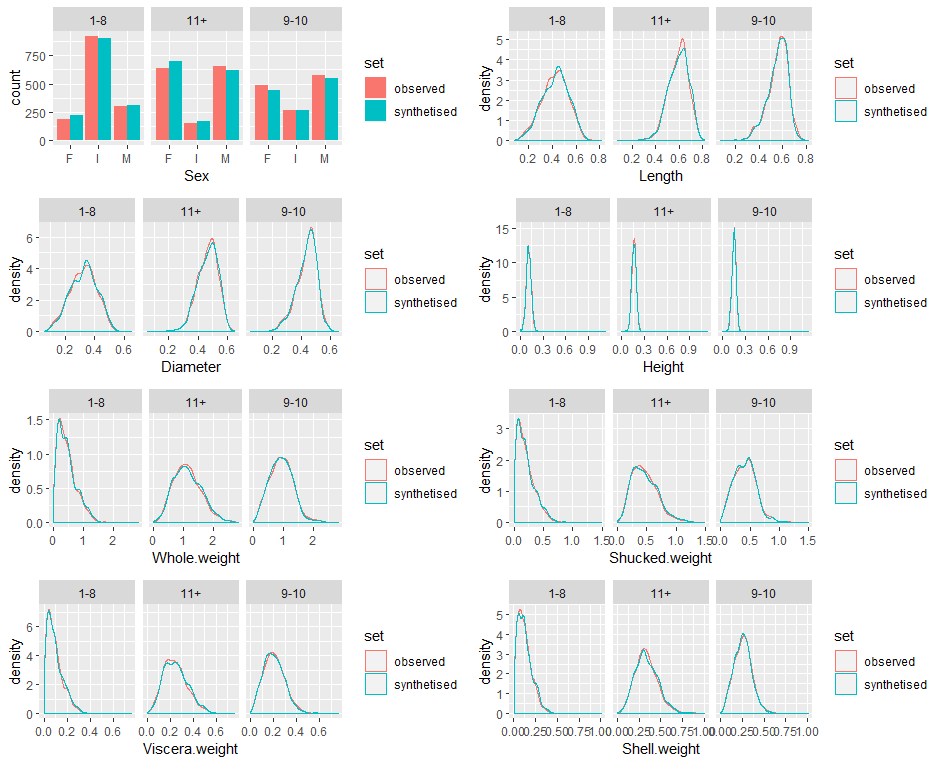 1-8 11+ 9-10
count
750
500
250
0
F I M F I M F I M
Sex
set
observed
synthetised
1-8 11+ 9-10
density
5
4
3
2
1
0
0.2 0.4 0.6 0.8 0.2 0.4 0.6 0.8 0.2 0.4 0.6 0.8
Length
set
observed
synthetised
1-8 11+ 9-10
density
6
4
2
0
0.2 0.4 0.6 0.2 0.4 0.6 0.2 0.4 0.6
Diameter
set
observed
synthetised
1-8 11+ 9-10
density
15
10
5
0
0.0 0.3 0.6 0.9 0.0 0.3 0.6 0.9 0.0 0.3 0.6 0.9
Height
set
observed
synthetised
1-8 11+ 9-10
density
1.5
1.0
0.5
0.0
0 1 2 0 1 2 0 1 2
Whole.weight
set
observed
synthetised
1-8 11+ 9-10
density
3
2
1
0
0.0 0.5 1.0 1.5 0.0 0.5 1.0 1.5 0.0 0.5 1.0 1.5
Shucked.weight
set
observed
synthetised
1-8 11+ 9-10
density
6
4
2
0
0.0 0.2 0.4 0.6 0.0 0.2 0.4 0.6 0.0 0.2 0.4 0.6
Viscera.weight
set
observed
synthetised
1-8 11+ 9-10
density
5
4
3
2
1
0
0.00 0.25 0.50 0.75 1.00 0.00 0.25 0.50 0.75 1.00 0.00 0.25 0.50 0.75 1.00
Shell.weight
set
observed
synthetised